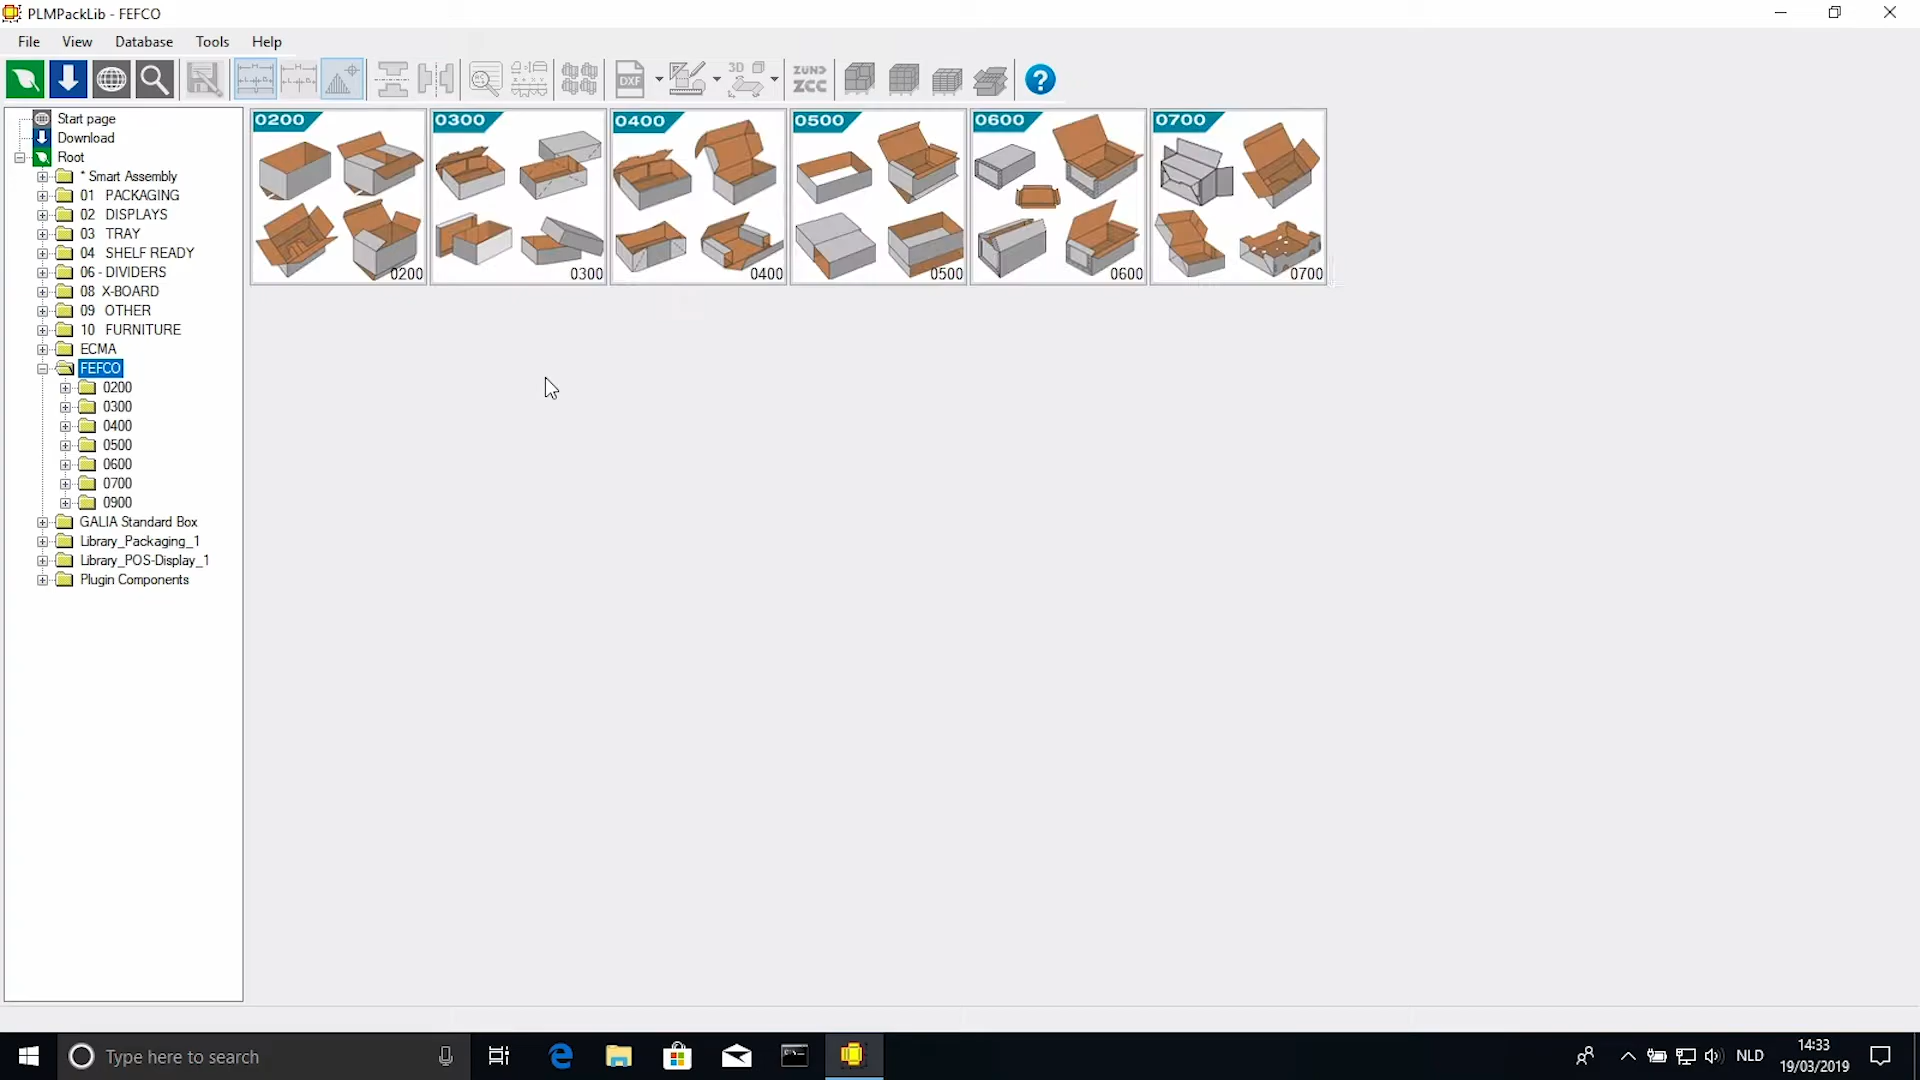 PLMPackLib - FEFCO
File View Database Tools Help
DXF 3D ZUND ZCC ?
Start page
Download
Root
* Smart Assembly
01 PACKAGING
02 DISPLAYS
03 TRAY
04 SHELF READY
06 - DIVIDERS
08 X-BOARD
09 OTHER
10 FURNITURE
ECMA
FEFCO
0200
0300
0400
0500
0600
0700
0900
GALIA Standard Box
Library_Packaging_1
Library_POS-Display_1
Plugin Components
0200 0300 0400 0500 0600 0700
0200 0300 0400 0500 0600 0700
Type here to search
NLD
14:33
19/03/2019